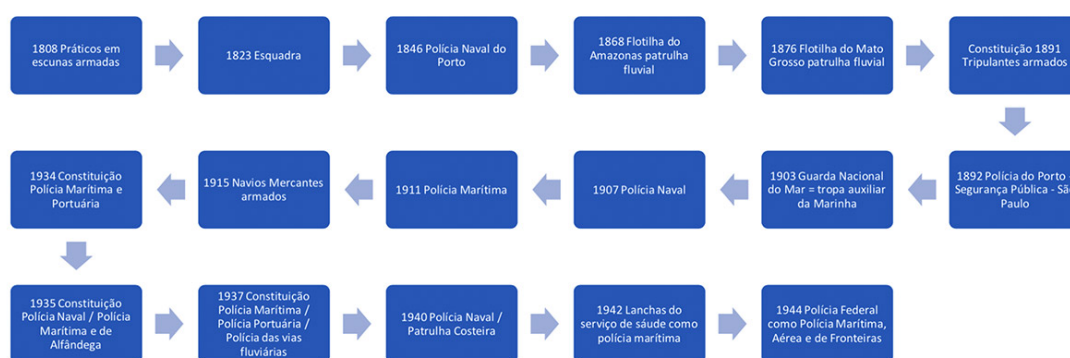 1808 Práticos em
escunas armadas
1823 Esquadra
1846 Polícia Naval do
Porto
1868 Flotilha do
Amazonas patrulha
fluvial
1876 Flotilha do Mato
Grosso patrulha fluvial
Constituição 1891
Tripulantes armados
1892 Polícia do Porto -
Segurança Pública - São
Paulo
1903 Guarda Nacional
do Mar = tropa auxiliar
da Marinha
1907 Polícia Naval
1911 Polícia Marítima
1915 Navios Mercantes
armados
1934 Constituição
Polícia Marítima e
Portuária
1935 Constituição
Polícia Naval / Polícia
Marítima e de
Alfândega
1937 Constituição
Polícia Marítima /
Polícia Portuária /
Polícia das vias
fluviárias
1940 Polícia Naval /
Patrulha Costeira
1942 Lanchas do
serviço de sáude como
polícia marítima
1944 Polícia Federal
como Polícia Marítima,
Aérea e de Fronteiras